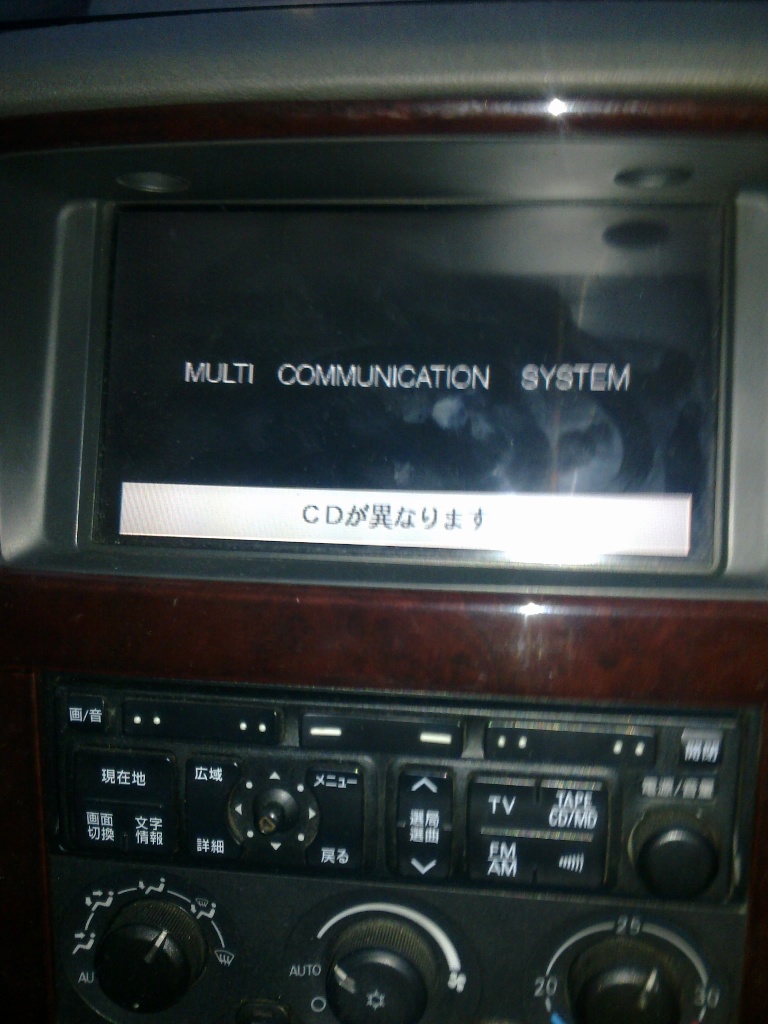 MULTI COMMUNICATION SYSTEM
CDが異なります
画/音
開閉
現在地
広域
メニュー
電源/音量
画面切換
文字情報
詳細
戻る
選局
選曲
TV
TAPE
CD/MD
FM
AM
AUTO
AU
20
25
30